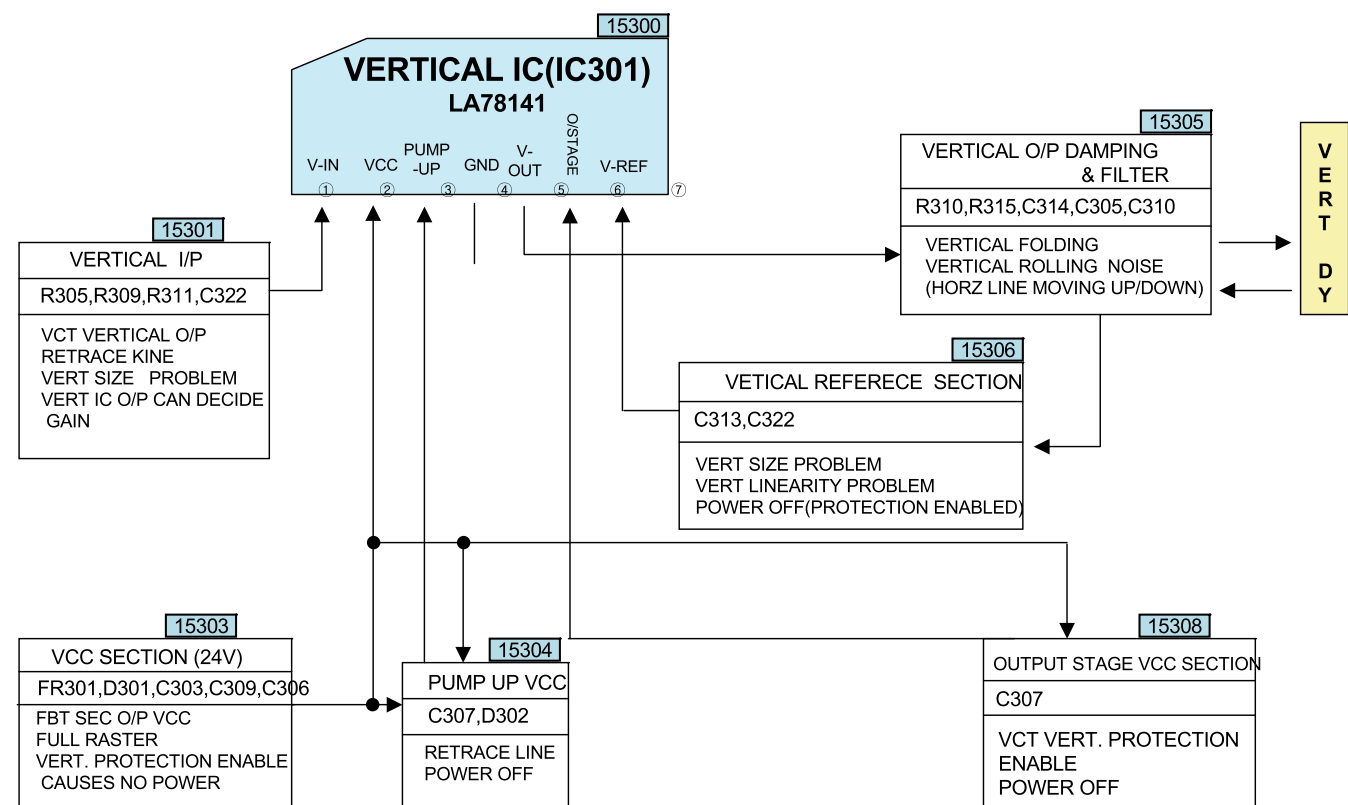 15300
VERTICAL IC(IC301)
LA78141
V-IN
VCC
PUMP
-UP
GND
V-
OUT
O/STAGE
V-REF
① ② ③ ④ ⑤ ⑥ ⑦
15301
VERTICAL I/P
R305,R309,R311,C322
VCT VERTICAL O/P
RETRACE KINE
VERT SIZE PROBLEM
VERT IC O/P CAN DECIDE
GAIN
15305
VERTICAL O/P DAMPING
& FILTER
R310,R315,C314,C305,C310
VERTICAL FOLDING
VERTICAL ROLLING NOISE
(HORZ LINE MOVING UP/DOWN)
VERT DY
15306
VETICAL REFERECE SECTION
C313,C322
VERT SIZE PROBLEM
VERT LINEARITY PROBLEM
POWER OFF(PROTECTION ENABLED)
15303
VCC SECTION (24V)
FR301,D301,C303,C309,C306
FBT SEC O/P VCC
FULL RASTER
VERT. PROTECTION ENABLE
CAUSES NO POWER
15304
PUMP UP VCC
C307,D302
RETRACE LINE
POWER OFF
15308
OUTPUT STAGE VCC SECTION
C307
VCT VERT. PROTECTION
ENABLE
POWER OFF